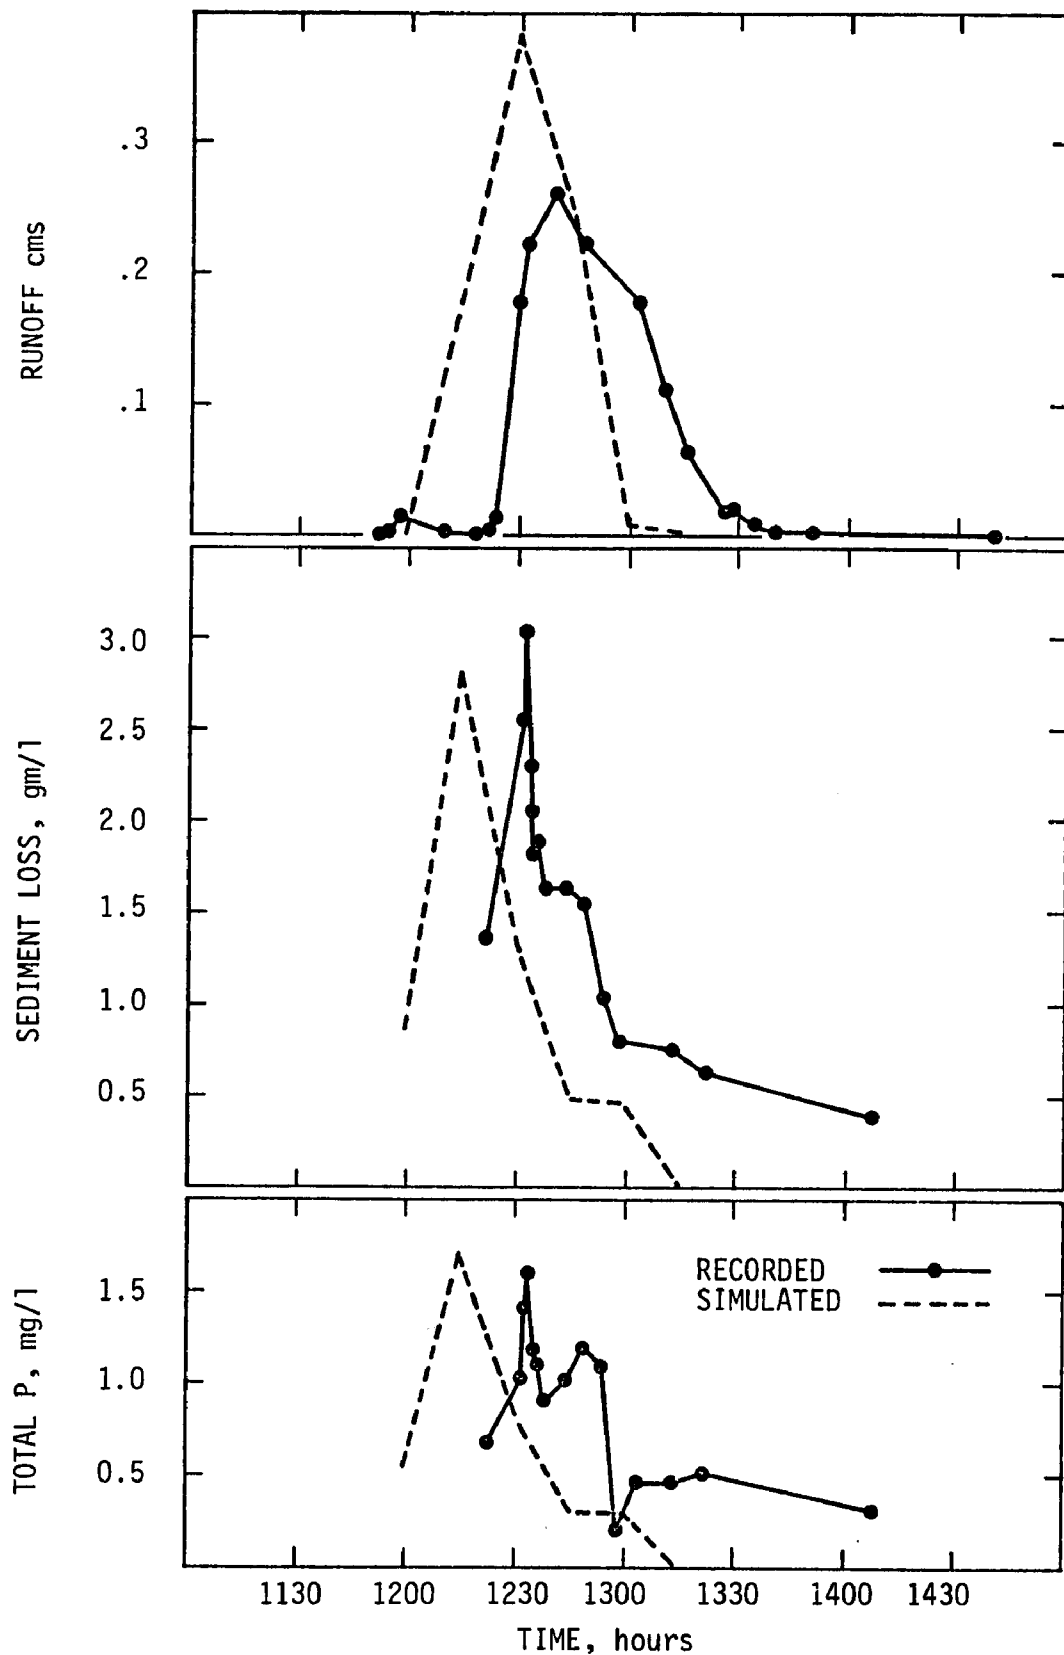 RUNOFF cms
.3
.2
.1
SEDIMENT LOSS, gm/l
3.0
2.5
2.0
1.5
1.0
0.5
TOTAL P, mg/l
1.5
1.0
0.5
RECORDED
SIMULATED
1130 1200 1230 1300 1330 1400 1430
TIME, hours